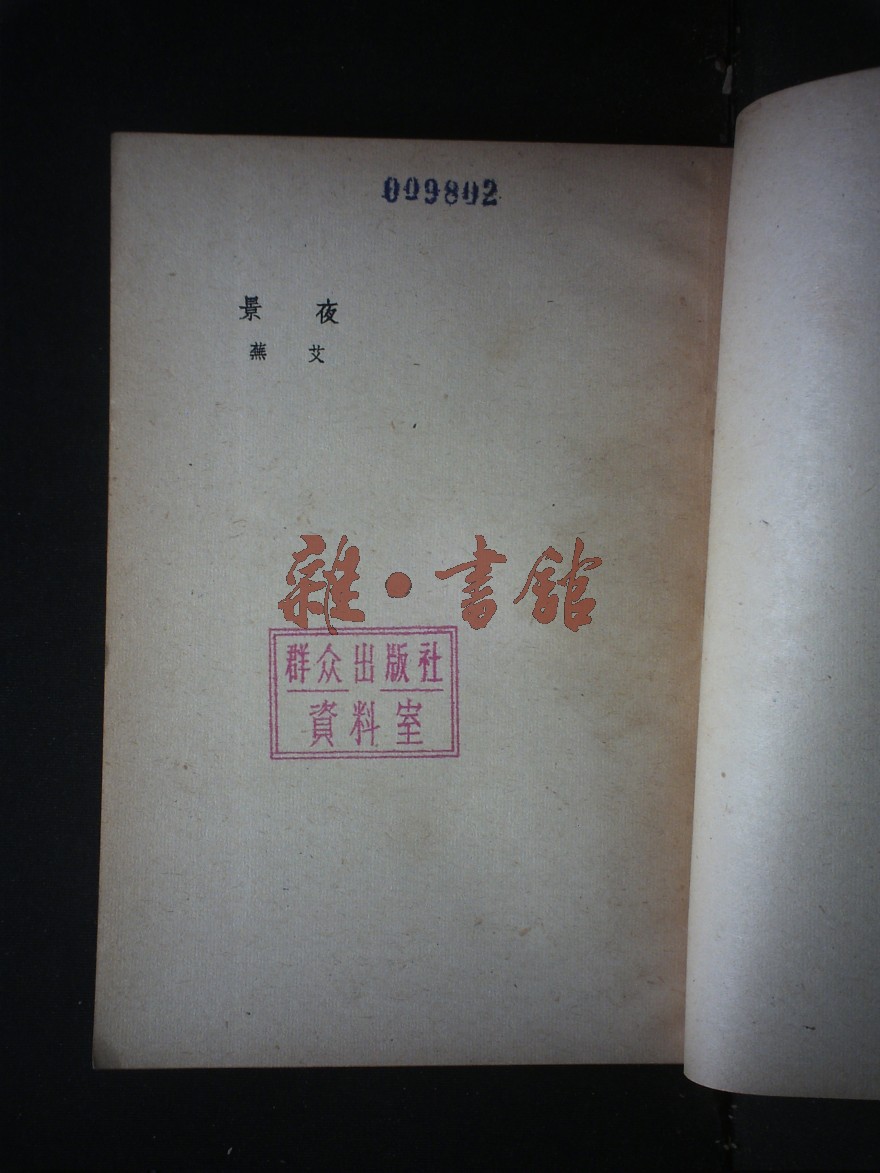 009802
夜景
艾蕪
雜·書館
群众出版社
資料室